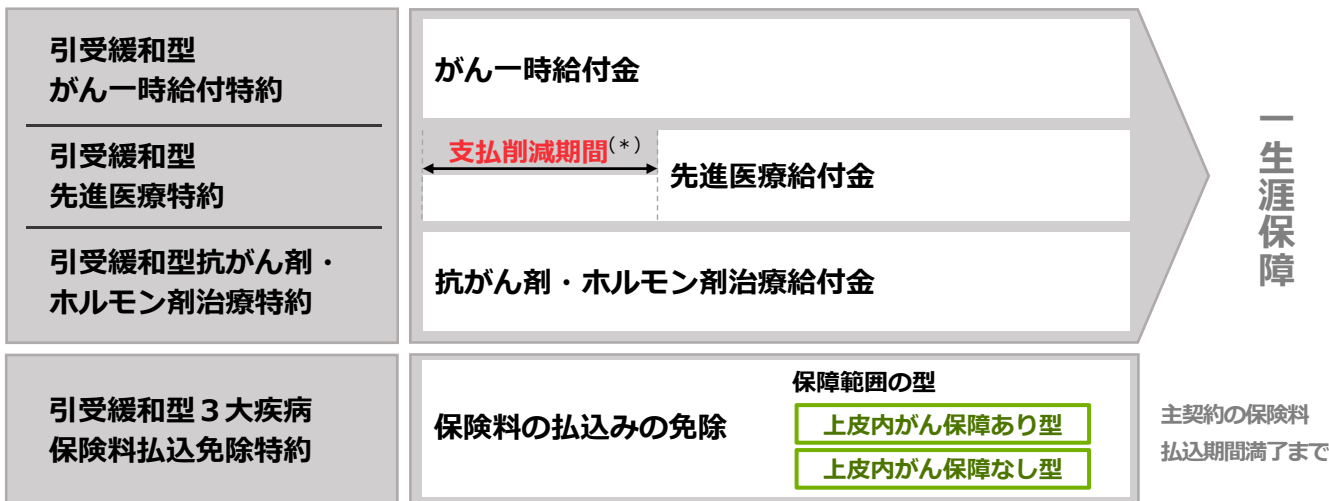 引受緩和型
がん一時給付特約
がん一時給付金
引受緩和型
先進医療特約
支払削減期間(*)
先進医療給付金
引受緩和型抗がん剤・
ホルモン剤治療特約
抗がん剤・ホルモン剤治療給付金
一生涯保障
引受緩和型3大疾病
保険料払込免除特約
保険料の払込みの免除
保障範囲の型
上皮内がん保障あり型
上皮内がん保障なし型
主契約の保険料
払込期間満了まで